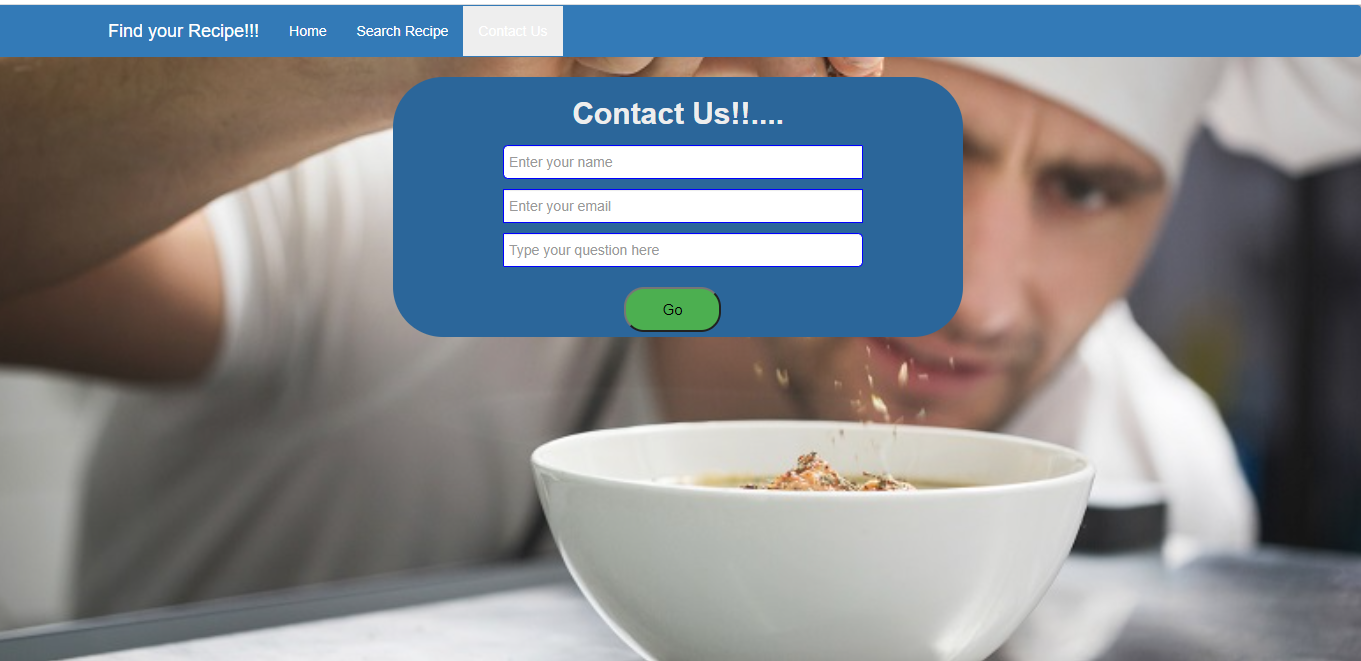 Find your Recipe!!! Home Search Recipe Contact Us
Contact Us!!....
Enter your name
Enter your email
Type your question here
Go